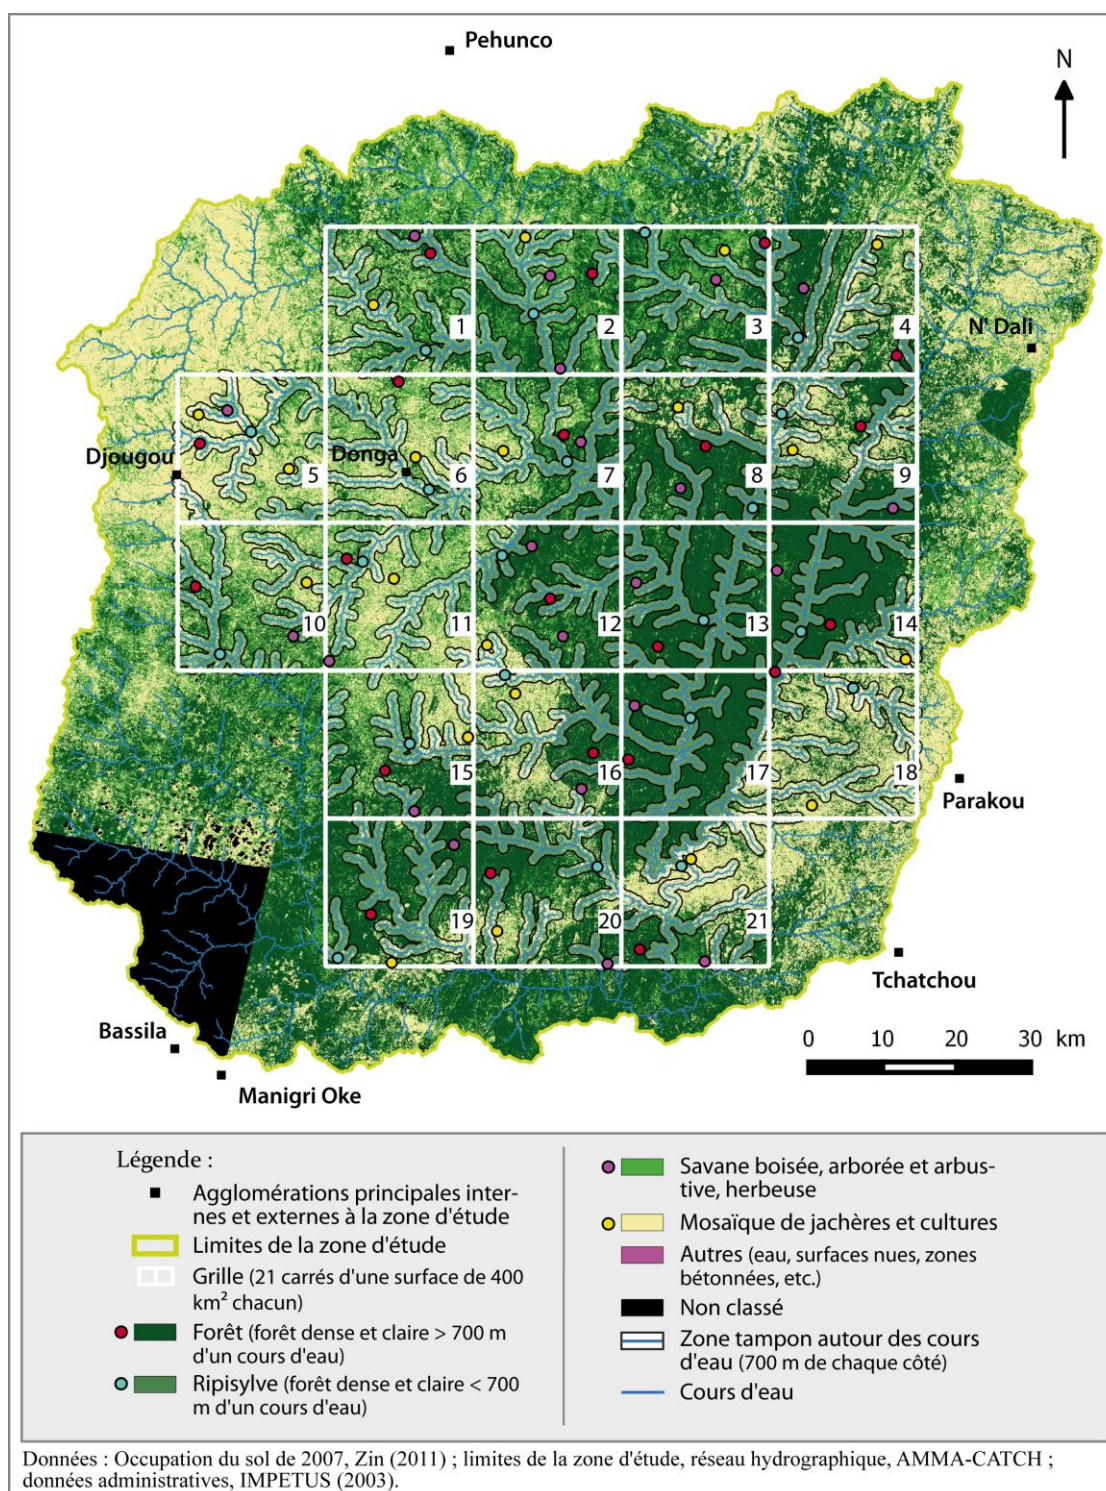 Pehunco
N
1
2
3
4
N' Dali
Djougou
5
Donga
6
7
8
9
10
11
12
13
14
15
16
17
18
Parakou
19
20
21
Tchatchou
Bassila
Manigri Oke
0 10 20 30 km
Légende :
Agglomérations principales inter-
nes et externes à la zone d'étude
Limites de la zone d'étude
Grille (21 carrés d'une surface de 400
km² chacun)
Forêt (forêt dense et claire > 700 m
d'un cours d'eau)
Ripisylve (forêt dense et claire < 700
m d'un cours d'eau)
Savane boisée, arborée et arbus-
tive, herbeuse
Mosaïque de jachères et cultures
Autres (eau, surfaces nues, zones
bétonnées, etc.)
Non classé
Zone tampon autour des cours
d'eau (700 m de chaque côté)
Cours d'eau
Données : Occupation du sol de 2007, Zin (2011) ; limites de la zone d'étude, réseau hydrographique, AMMA-CATCH ;
données administratives, IMPETUS (2003).